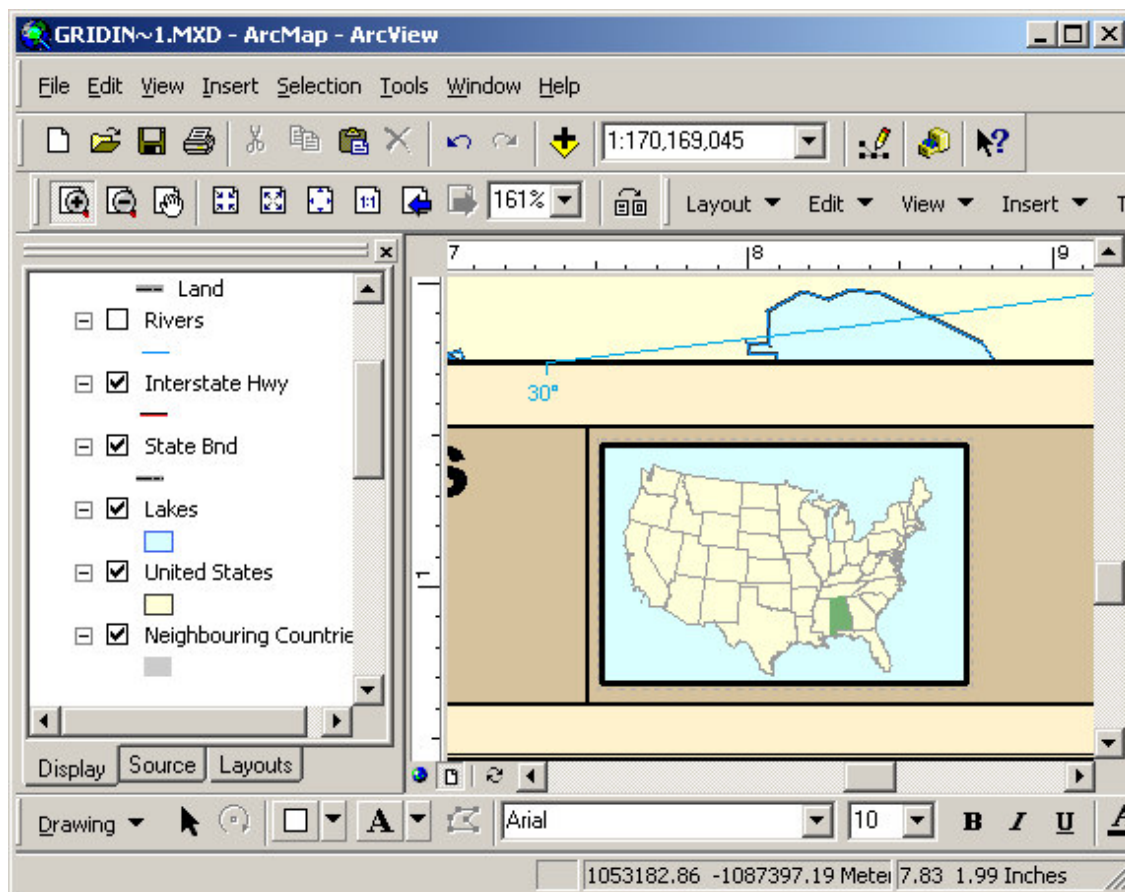 GRIDIN~1.MXD - ArcMap - ArcView
File Edit View Insert Selection Tools Window Help
1:170,169,045
1:1 161% Layout Edit View Insert T
7 8 9
Land
Rivers
Interstate Hwy
State Bnd
Lakes
United States
Neighbouring Countrie
30°
S
1
Display Source Layouts
Drawing A Arial 10 B I U A
1053182.86 -1087397.19 Meter 7.83 1.99 Inches